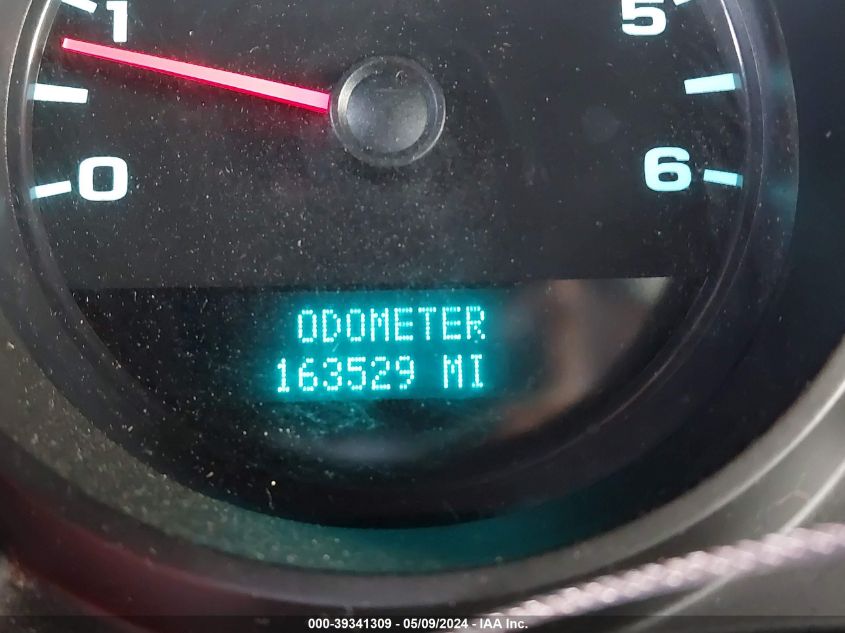 1 5
0 6
ODOMETER
163529 MI
000-39341309 - 05/09/2024 - IAA Inc.